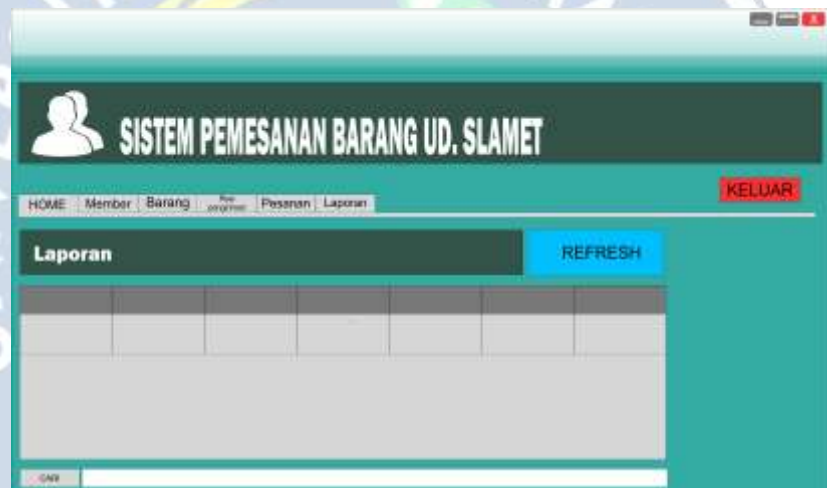 X
SISTEM PEMESANAN BARANG UD. SLAMET
KELUAR
HOME Member Barang Pesanan Laporan
Laporan
REFRESH
CARI